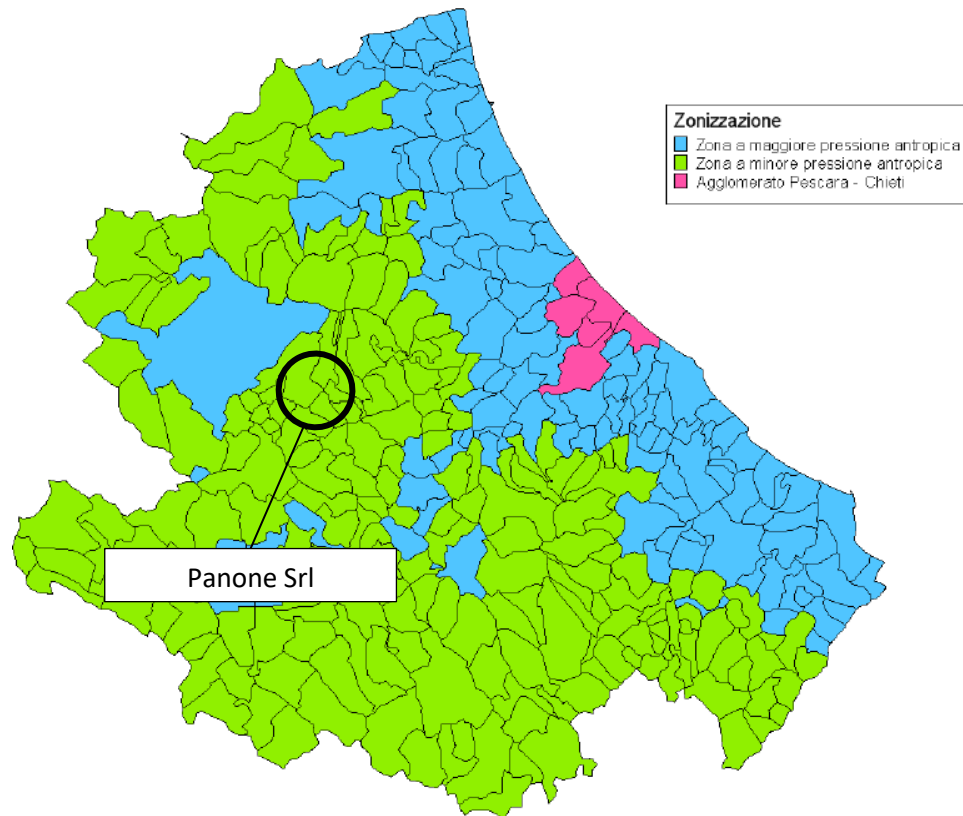 Zonizzazione
Zona a maggiore pressione antropica
Zona a minore pressione antropica
Agglomerato Pescara - Chieti
Panone Srl